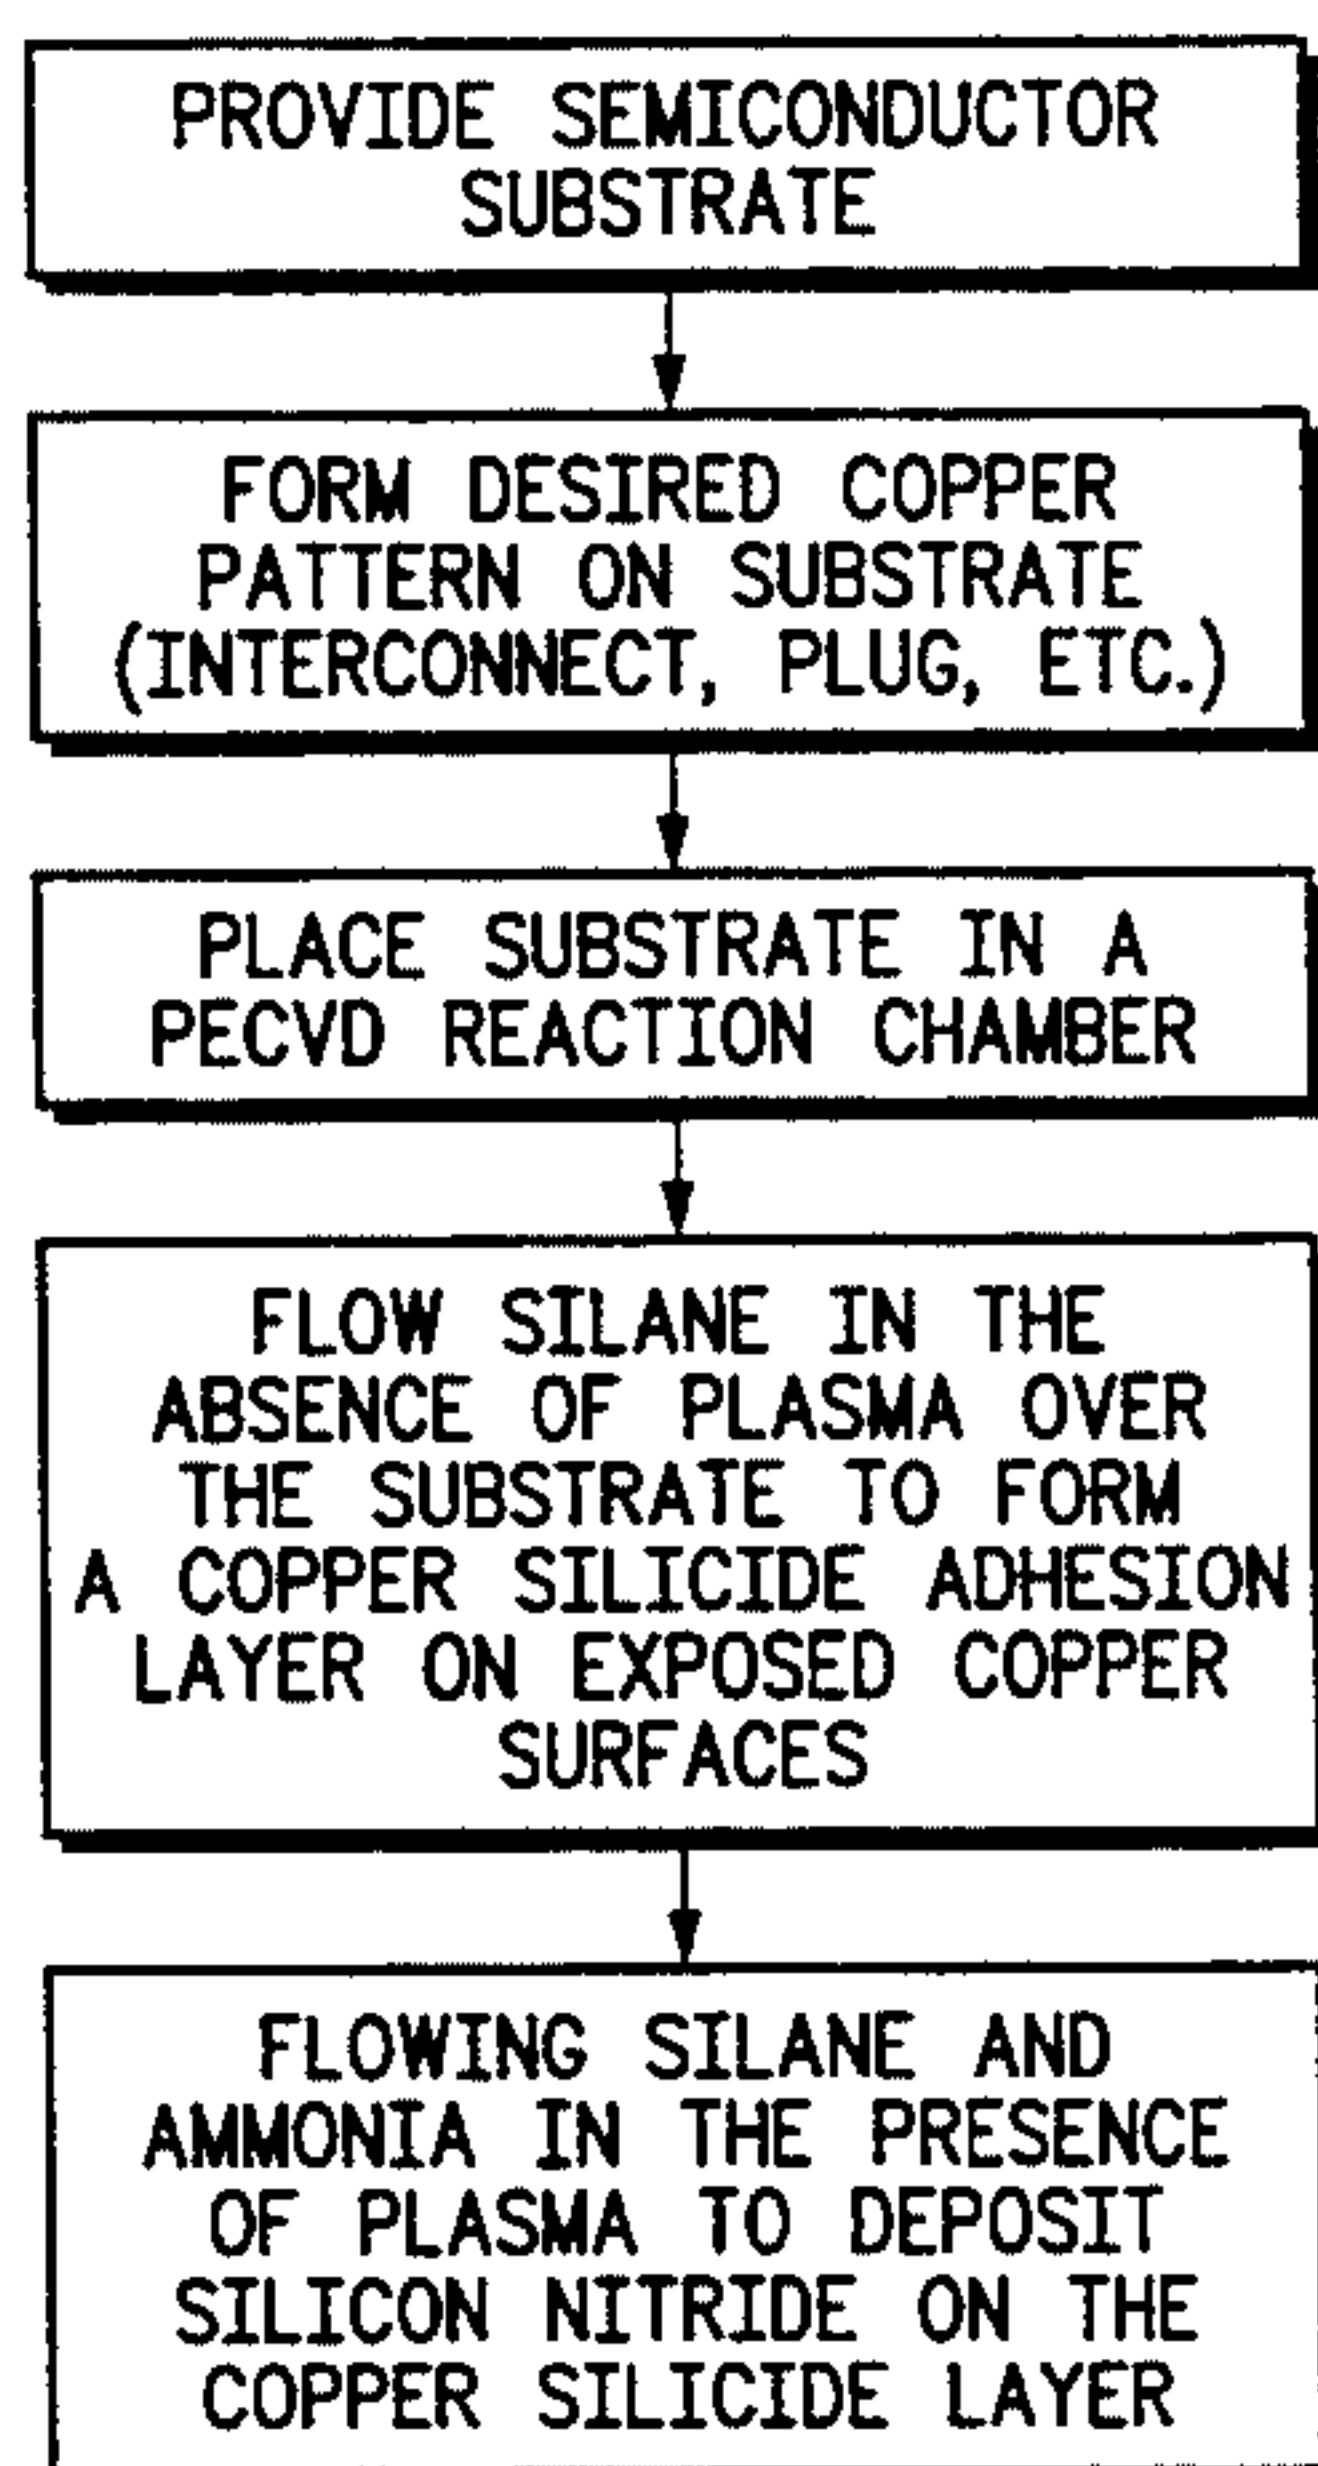 PROVIDE SEMICONDUCTOR
SUBSTRATE
FORM DESIRED COPPER
PATTERN ON SUBSTRATE
(INTERCONNECT, PLUG, ETC.)
PLACE SUBSTRATE IN A
PECVD REACTION CHAMBER
FLOW SILANE IN THE
ABSENCE OF PLASMA OVER
THE SUBSTRATE TO FORM
A COPPER SILICIDE ADHESION
LAYER ON EXPOSED COPPER
SURFACES
FLOWING SILANE AND
AMMONIA IN THE PRESENCE
OF PLASMA TO DEPOSIT
SILICON NITRIDE ON THE
COPPER SILICIDE LAYER